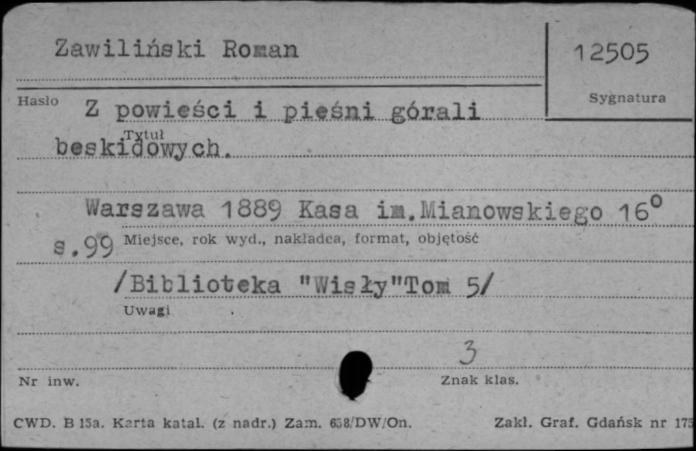 Zawiliński Roman
12505
Hasło
Sygnatura
Z powieści i pieśni górali
Tytuł
beskidowych.
Warszawa 1889 Kasa im.Mianowskiego 16°
s.99 Miejsce, rok wyd., nakładca, format, objętość
/Biblioteka "Wisły"Tom 5/
Uwagi
3
Nr inw.
Znak klas.
CWD. B 15a. Karta katal. (z nadr.) Zam. 658/DW/On.
Zakł. Graf. Gdańsk nr 175